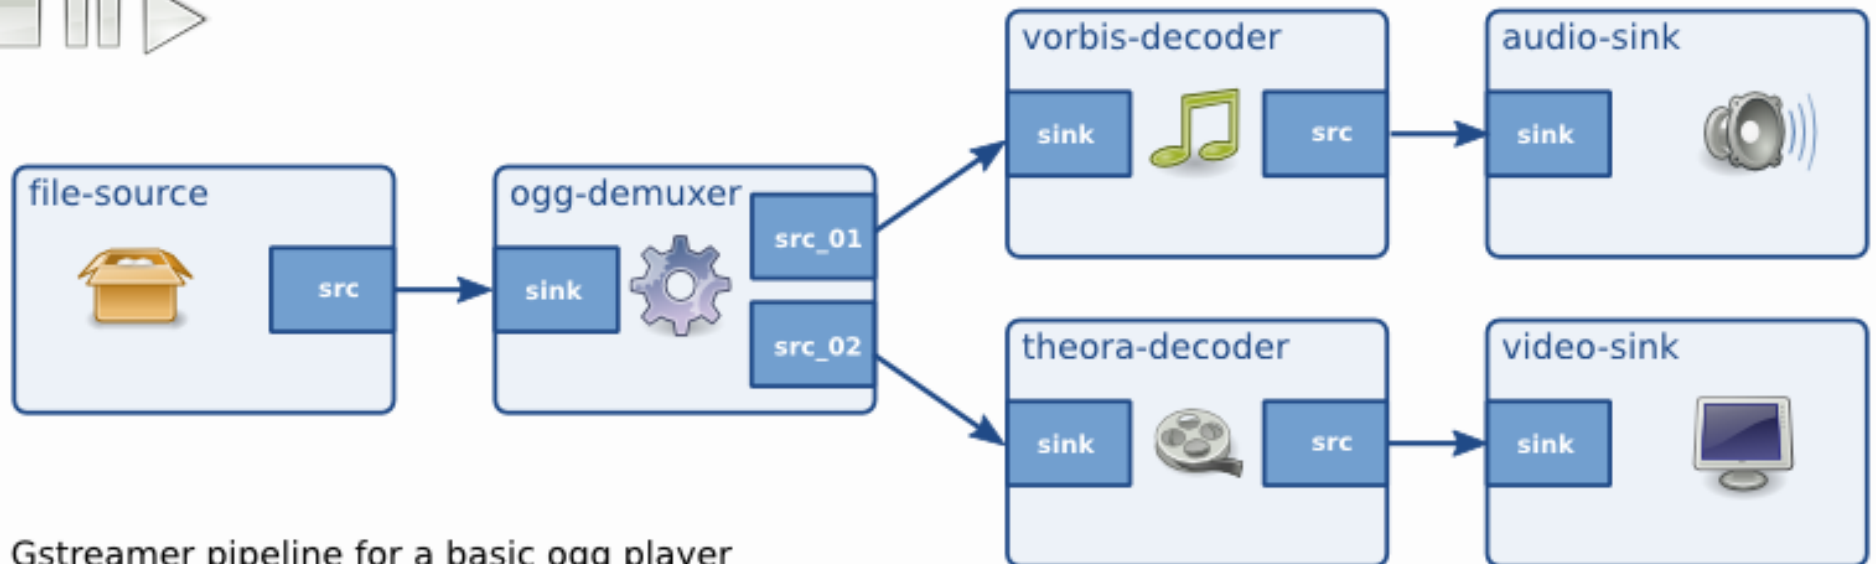 vorbis-decoder
sink
src
audio-sink
sink
file-source
src
ogg-demuxer
sink
src_01
src_02
theora-decoder
sink
src
video-sink
sink
Gstreamer pipeline for a basic ogg player